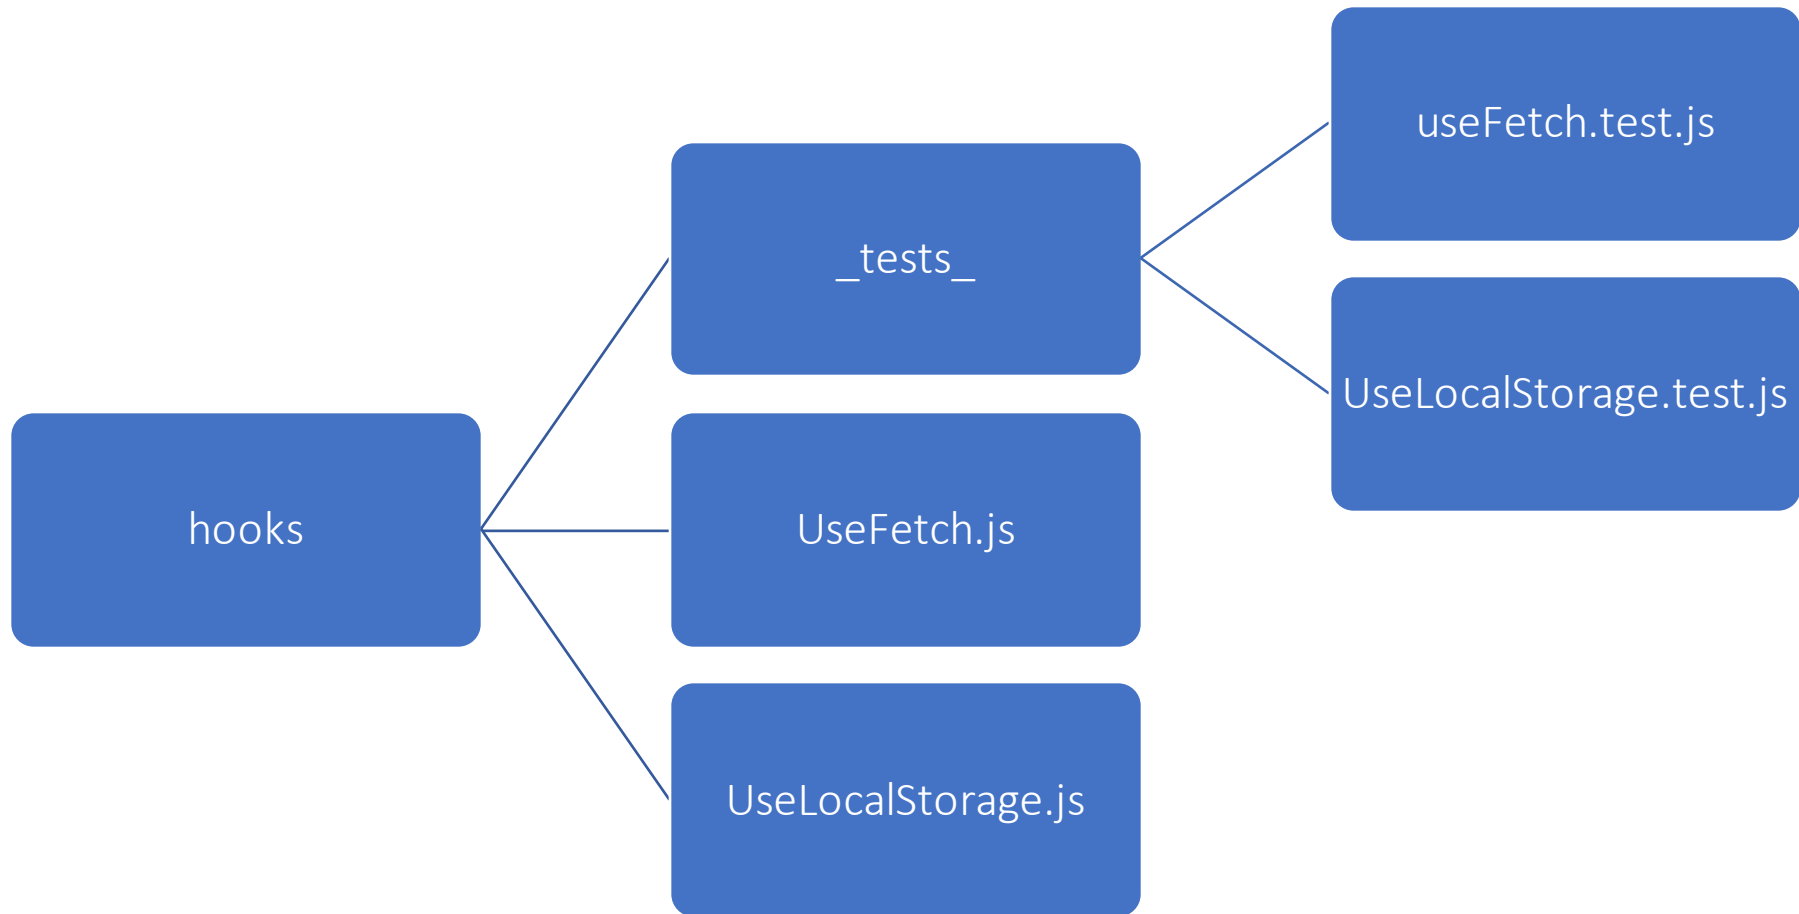 hooks
_tests_
useFetch.test.js
UseLocalStorage.test.js
UseFetch.js
UseLocalStorage.js